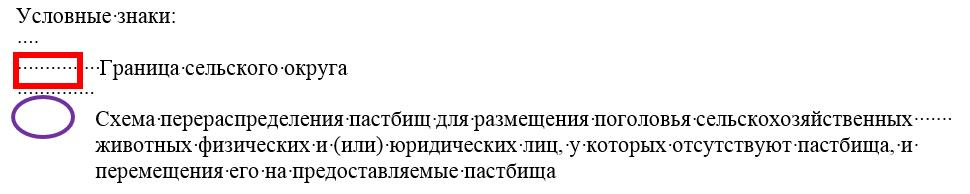 Условные знаки:
Граница сельского округа
Схема перераспределения пастбищ для размещения поголовья сельскохозяйственных
животных физических и (или) юридических лиц, у которых отсутствуют пастбища, и
перемещения его на предоставляемые пастбища